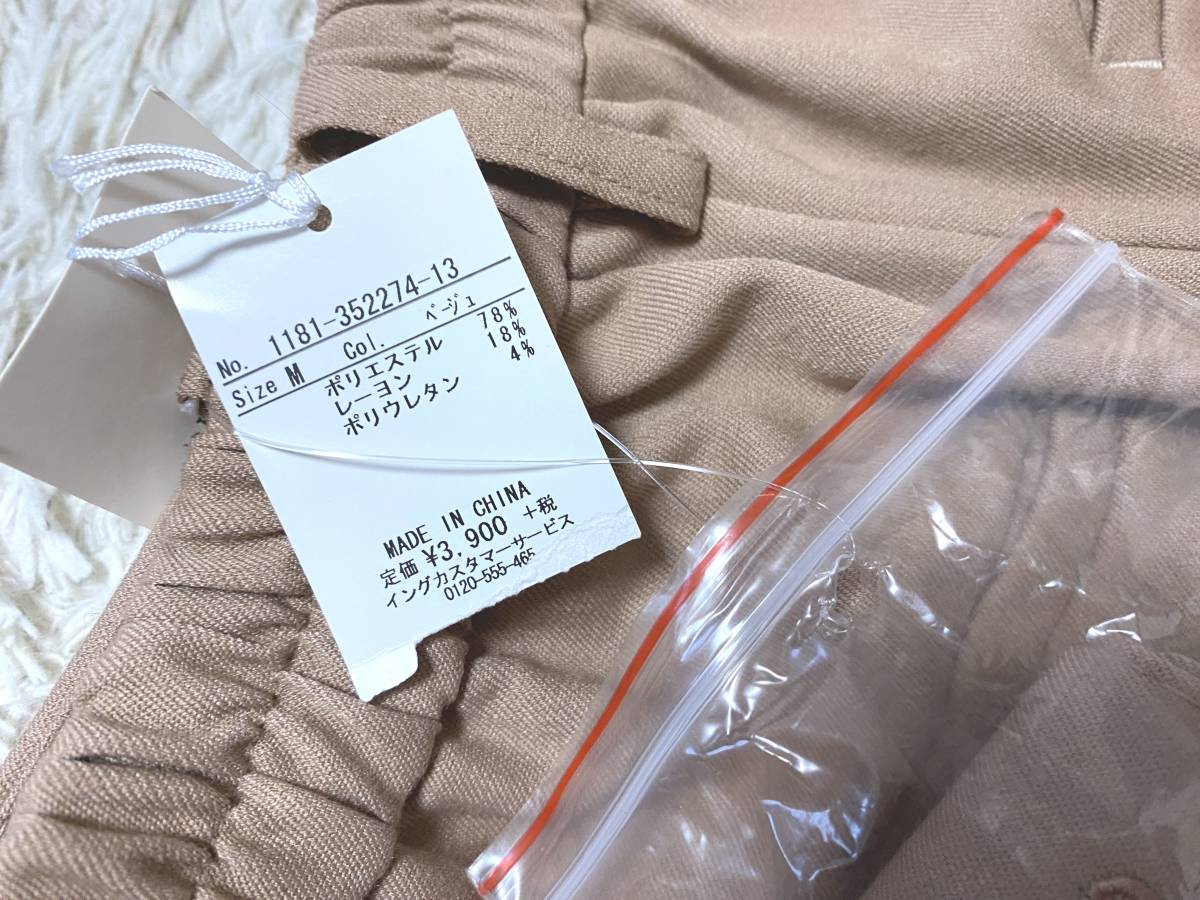 No. 1181-352274-13
Size M Col. ベージュ
ポリエステル 78%
レーヨン 18%
ポリウレタン 4%
MADE IN CHINA
定価 ¥3,900 +税
イングカスタマーサービス
0120-555-465